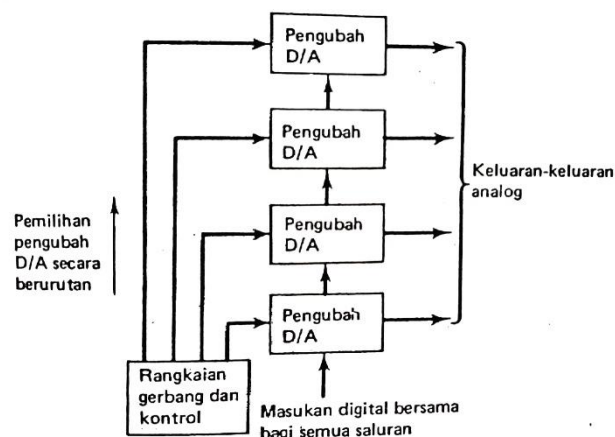 Pengubah
D/A
Pengubah
D/A
Keluaran-keluaran
analog
Pemilihan
pengubah
D/A secara
berurutan
Pengubah
D/A
Pengubah
D/A
Rangkaian
gerbang dan
kontrol
Masukan digital bersama
bagi semua saluran